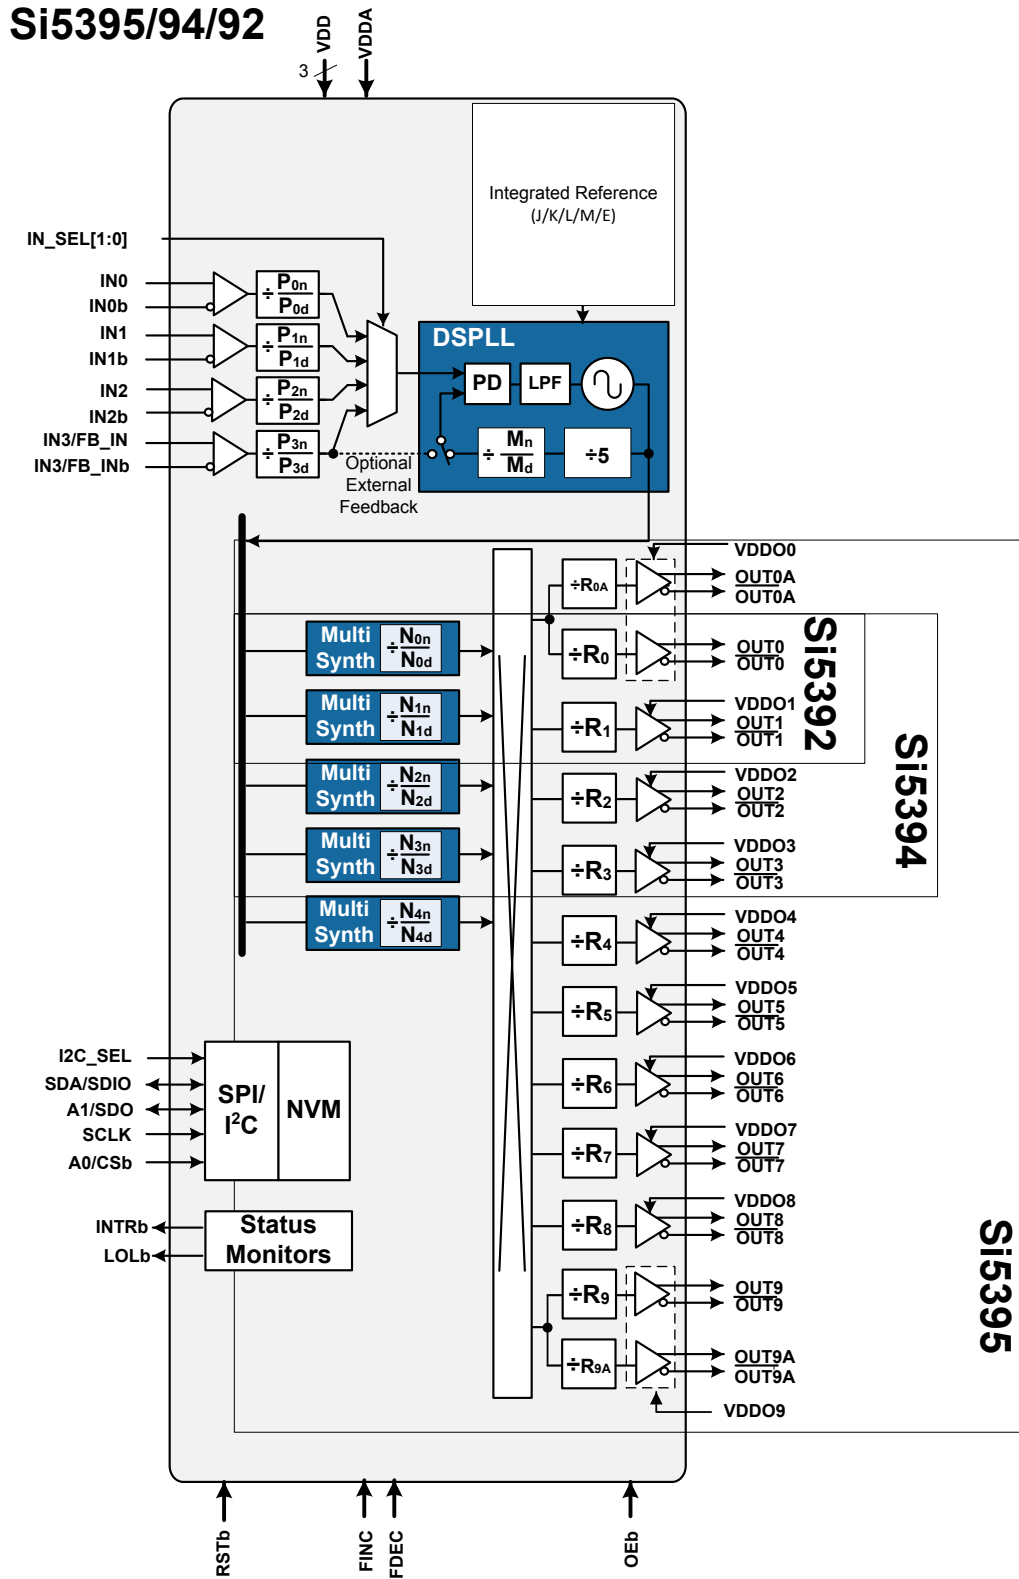 Si5395/94/92
VDD
VDDA
3
Integrated Reference
(J/K/L/M/E)
IN_SEL[1:0]
IN0
IN0b
÷ P0n
P0d
IN1
IN1b
÷ P1n
P1d
IN2
IN2b
÷ P2n
P2d
IN3/FB_IN
IN3/FB_INb
÷ P3n
P3d
DSPLL
PD
LPF
÷ Mn
Md
÷5
Optional
External
Feedback
Multi
Synth
÷ N0n
N0d
Multi
Synth
÷ N1n
N1d
Multi
Synth
÷ N2n
N2d
Multi
Synth
÷ N3n
N3d
Multi
Synth
÷ N4n
N4d
÷R0A
÷R0
÷R1
÷R2
÷R3
÷R4
÷R5
÷R6
÷R7
÷R8
÷R9
÷R9A
VDDO0
OUT0A
OUT0A
OUT0
OUT0
VDDO1
OUT1
OUT1
VDDO2
OUT2
OUT2
VDDO3
OUT3
OUT3
VDDO4
OUT4
OUT4
VDDO5
OUT5
OUT5
VDDO6
OUT6
OUT6
VDDO7
OUT7
OUT7
VDDO8
OUT8
OUT8
OUT9
OUT9
OUT9A
OUT9A
VDDO9
Si5392
Si5394
Si5395
I2C_SEL
SDA/SDIO
A1/SDO
SCLK
A0/CSb
SPI/
I²C
NVM
INTRb
LOLb
Status
Monitors
RSTb
FINC
FDEC
OEb